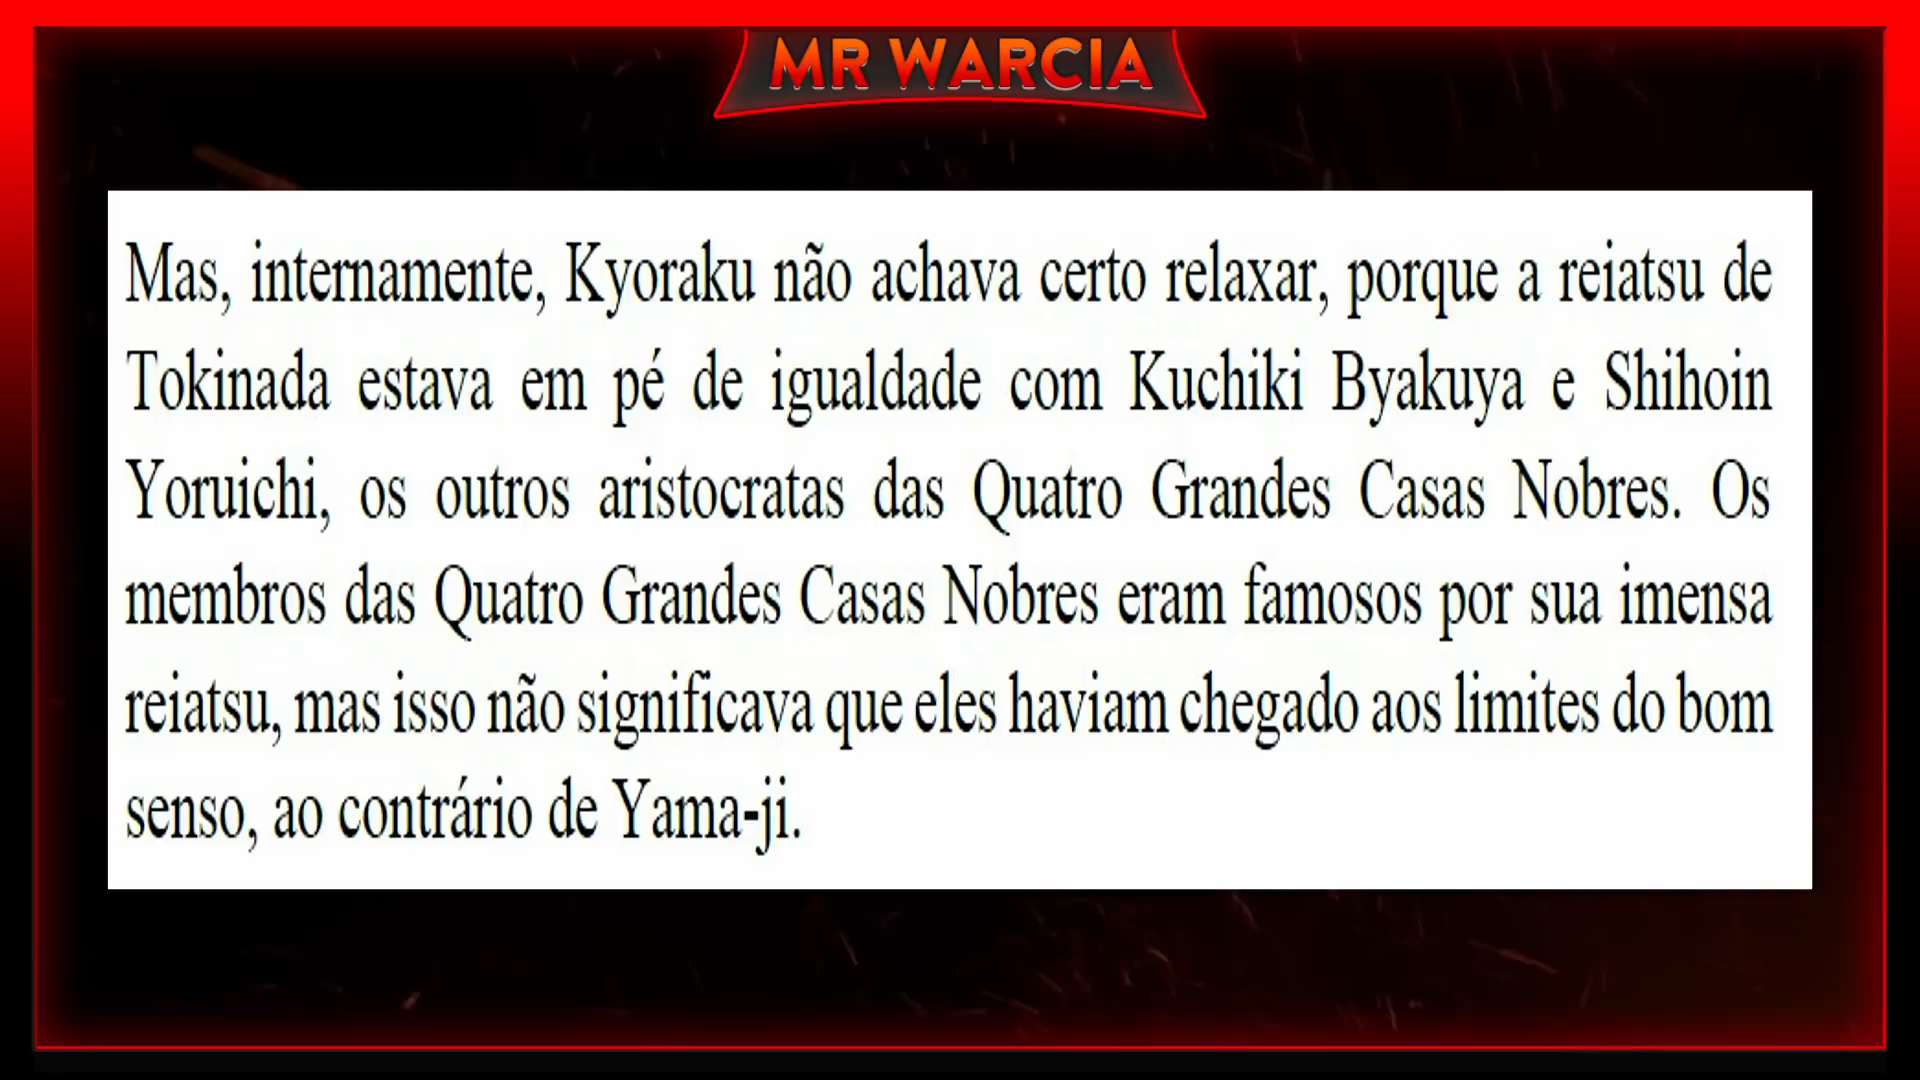 MR WARCIA
Mas, internamente, Kyoraku não achava certo relaxar, porque a reiatsu de
Tokinada estava em pé de igualdade com Kuchiki Byakuya e Shihoin
Yoruichi, os outros aristocratas das Quatro Grandes Casas Nobres. Os
membros das Quatro Grandes Casas Nobres eram famosos por sua imensa
reiatsu, mas isso não significava que eles haviam chegado aos limites do bom
senso, ao contrário de Yama-ji.